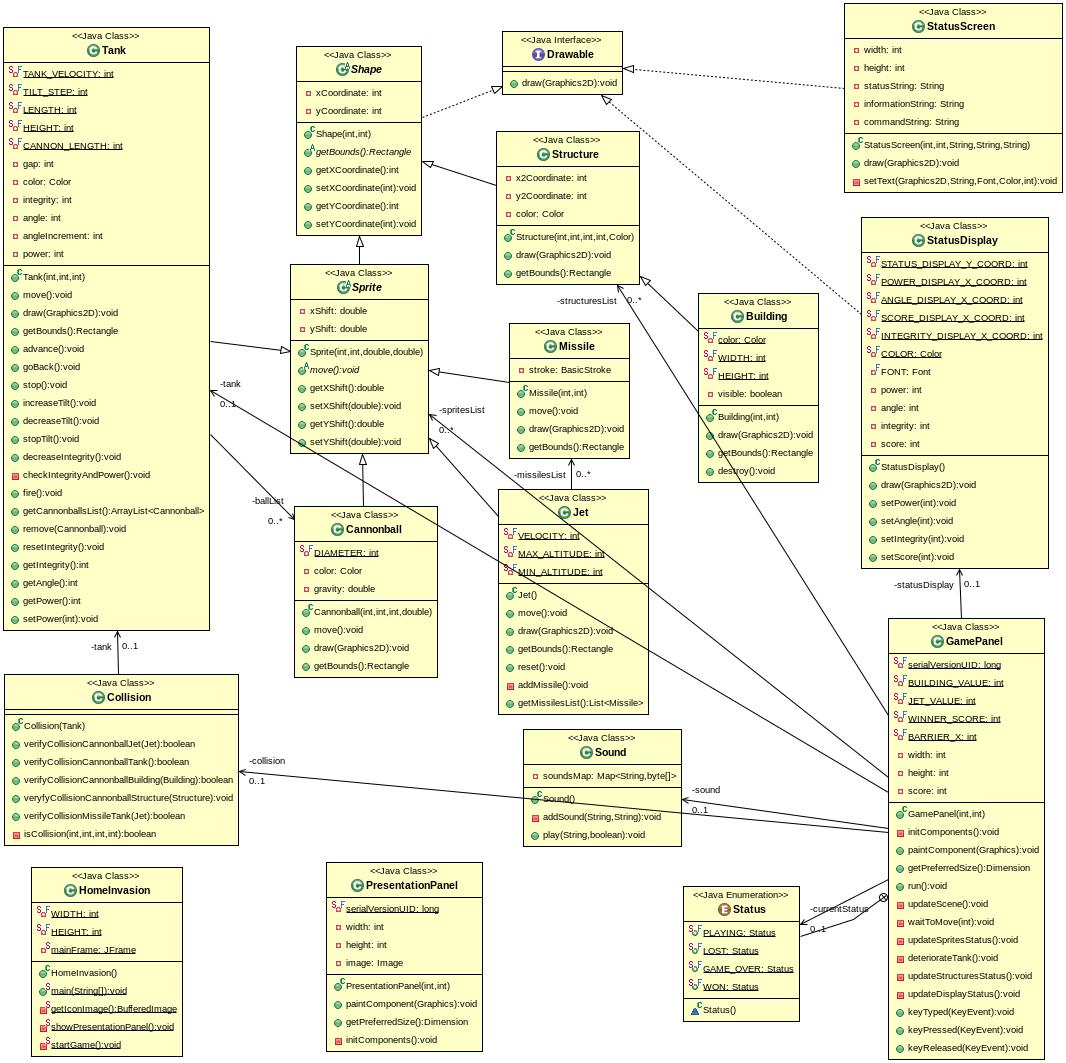 <<Java Class>>
Tank
TANK_VELOCITY: int
TILT_STEP: int
LENGTH: int
HEIGHT: int
CANNON_LENGTH: int
gap: int
color: Color
integrity: int
angle: int
angleIncrement: int
power: int
Tank(int,int,int)
move():void
draw(Graphics2D):void
getBounds():Rectangle
advance():void
goBack():void
stop():void
increaseTilt():void
decreaseTilt():void
stopTilt():void
decreaseIntegrity():void
checkIntegrityAndPower():void
fire():void
getCannonballsList():ArrayList<Cannonball>
remove(Cannonball):void
resetIntegrity():void
getIntegrity():int
getAngle():int
getPower():int
setPower(int):void
<<Java Class>>
Shape
xCoordinate: int
yCoordinate: int
Shape(int,int)
getBounds():Rectangle
getXCoordinate():int
setXCoordinate(int):void
getYCoordinate():int
setYCoordinate(int):void
<<Java Interface>>
Drawable
draw(Graphics2D):void
<<Java Class>>
StatusScreen
width: int
height: int
statusString: String
informationString: String
commandString: String
StatusScreen(int,int,String,String,String)
draw(Graphics2D):void
setText(Graphics2D,String,Font,Color,int):void
<<Java Class>>
Structure
x2Coordinate: int
y2Coordinate: int
color: Color
Structure(int,int,int,int,Color)
draw(Graphics2D):void
getBounds():Rectangle
-structuresList
0..*
<<Java Class>>
StatusDisplay
STATUS_DISPLAY_Y_COORD: int
POWER_DISPLAY_X_COORD: int
ANGLE_DISPLAY_X_COORD: int
SCORE_DISPLAY_X_COORD: int
INTEGRITY_DISPLAY_X_COORD: int
COLOR: Color
FONT: Font
power: int
angle: int
integrity: int
score: int
StatusDisplay()
draw(Graphics2D):void
setPower(int):void
setAngle(int):void
setIntegrity(int):void
setScore(int):void
-statusDisplay
0..1
<<Java Class>>
Sprite
xShift: double
yShift: double
Sprite(int,int,double,double)
move():void
getXShift():double
setXShift(double):void
getYShift():double
setYShift(double):void
-spritesList
0..*
-tank
0..1
<<Java Class>>
Missile
stroke: BasicStroke
Missile(int,int)
move():void
draw(Graphics2D):void
getBounds():Rectangle
-missilesList
0..*
<<Java Class>>
Building
color: Color
WIDTH: int
HEIGHT: int
visible: boolean
Building(int,int)
draw(Graphics2D):void
getBounds():Rectangle
destroy():void
-ballList
0..*
<<Java Class>>
Cannonball
DIAMETER: int
color: Color
gravity: double
Cannonball(int,int,int,double)
move():void
draw(Graphics2D):void
getBounds():Rectangle
<<Java Class>>
Jet
VELOCITY: int
MAX_ALTITUDE: int
MIN_ALTITUDE: int
Jet()
move():void
draw(Graphics2D):void
getBounds():Rectangle
reset():void
addMissile():void
getMissilesList():List<Missile>
-tank
0..1
<<Java Class>>
Collision
Collision(Tank)
verifyCollisionCannonballJet(Jet):boolean
verifyCollisionCannonballTank():boolean
verifyCollisionCannonballBuilding(Building):boolean
veryfyCollisionCannonballStructure(Structure):void
verifyCollisionMissileTank(Jet):boolean
isCollision(int,int,int,int):boolean
-collision
0..1
<<Java Class>>
Sound
soundsMap: Map<String,byte[]>
Sound()
addSound(String,String):void
play(String,boolean):void
-sound
0..1
<<Java Class>>
GamePanel
serialVersionUID: long
BUILDING_VALUE: int
JET_VALUE: int
WINNER_SCORE: int
BARRIER_X: int
width: int
height: int
score: int
GamePanel(int,int)
initComponents():void
paintComponent(Graphics):void
getPreferredSize():Dimension
run():void
updateScene():void
waitToMove(int):void
updateSpritesStatus():void
deteriorateTank():void
updateStructuresStatus():void
updateDisplayStatus():void
keyTyped(KeyEvent):void
keyPressed(KeyEvent):void
keyReleased(KeyEvent):void
<<Java Class>>
HomeInvasion
WIDTH: int
HEIGHT: int
mainFrame: JFrame
HomeInvasion()
main(String[]):void
getIconImage():BufferedImage
showPresentationPanel():void
startGame():void
<<Java Class>>
PresentationPanel
serialVersionUID: long
width: int
height: int
image: Image
PresentationPanel(int,int)
paintComponent(Graphics):void
getPreferredSize():Dimension
initComponents():void
<<Java Enumeration>>
Status
PLAYING: Status
LOST: Status
GAME_OVER: Status
WON: Status
Status()
-currentStatus
0..1